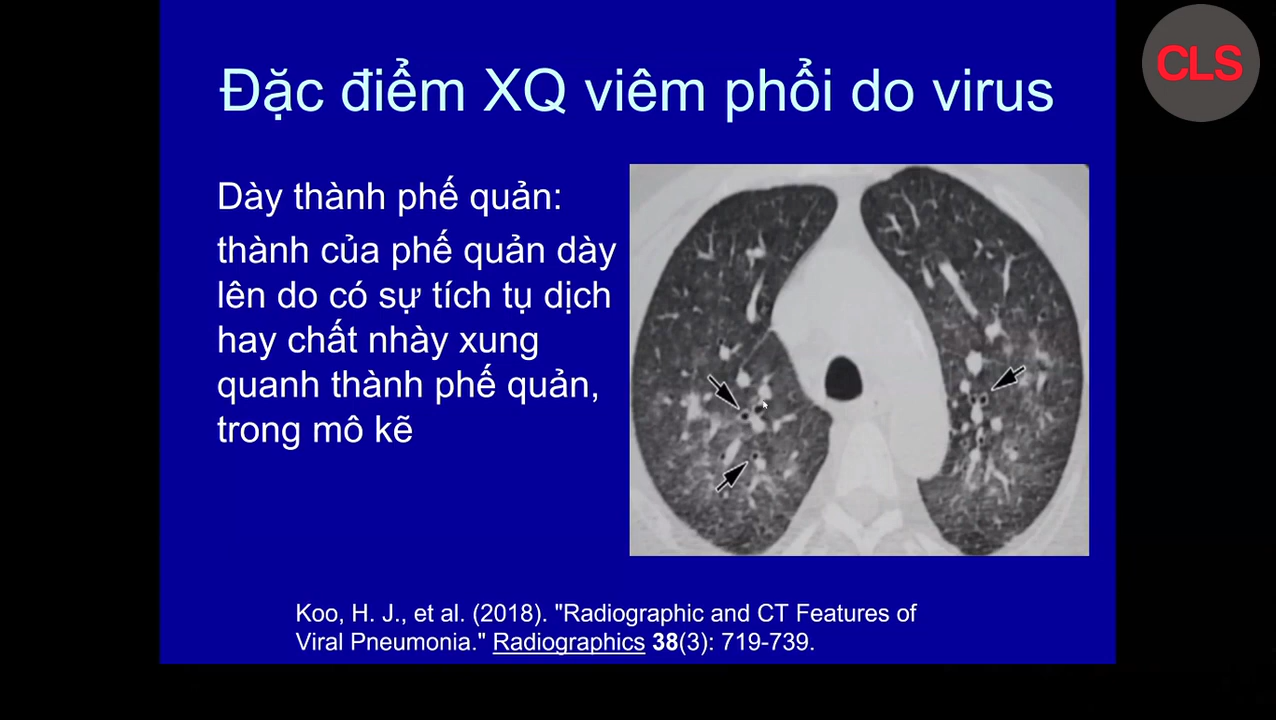 CLS
Đặc điểm XQ viêm phổi do virus
Dày thành phế quản:
thành của phế quản dày
lên do có sự tích tụ dịch
hay chất nhày xung
quanh thành phế quản,
trong mô kẽ
Koo, H. J., et al. (2018). "Radiographic and CT Features of
Viral Pneumonia." Radiographics 38(3): 719-739.